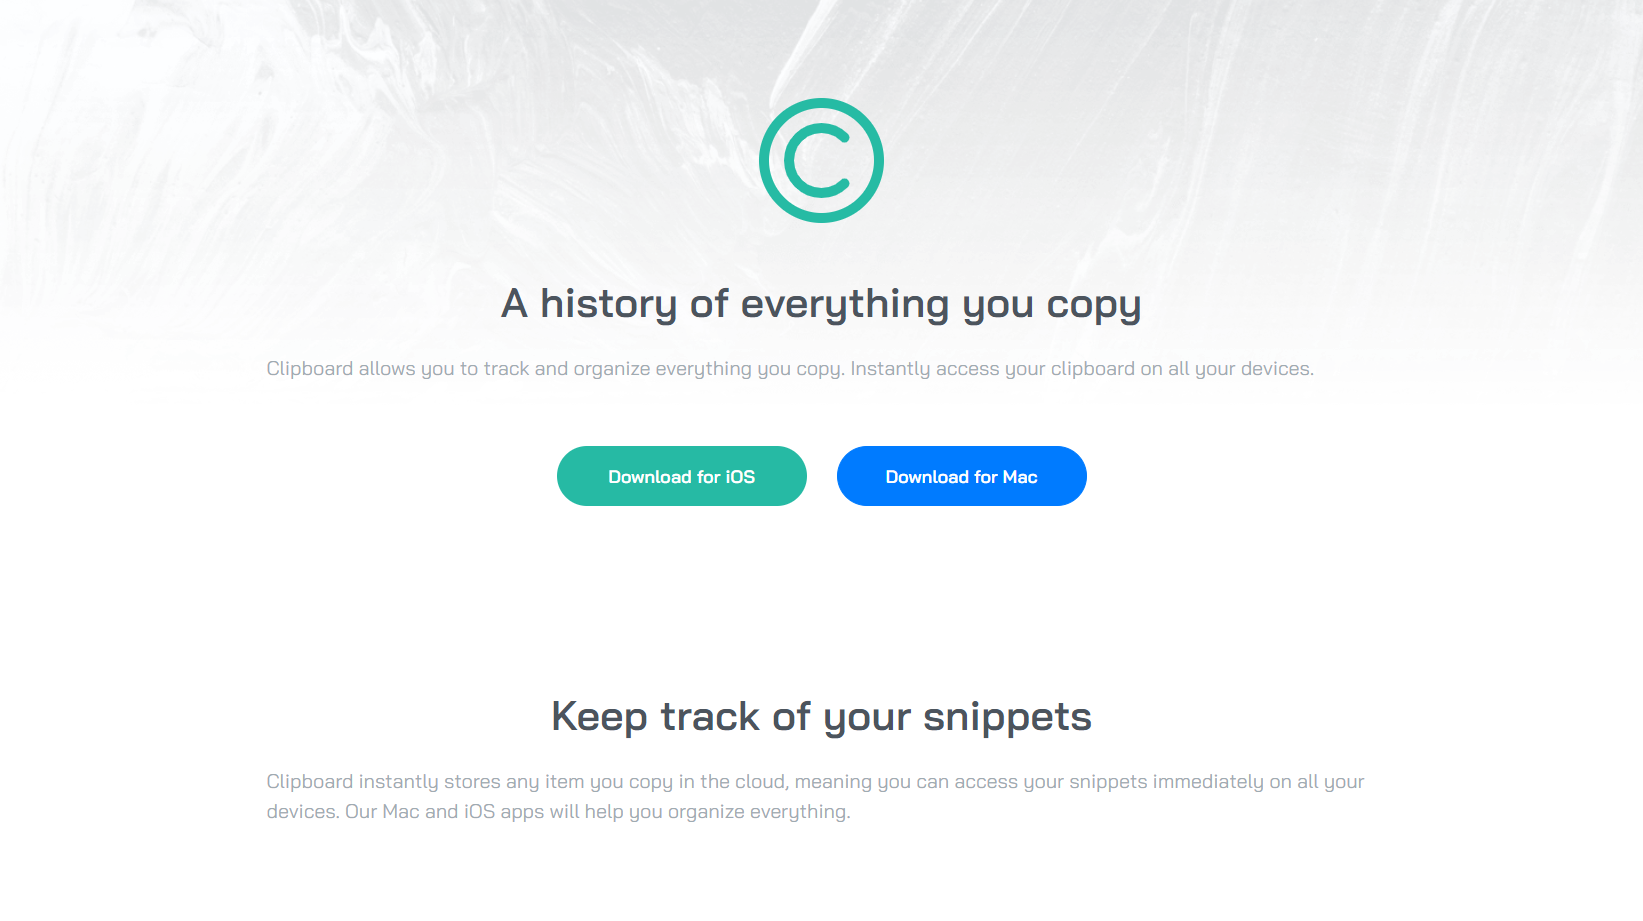 A history of everything you copy
Clipboard allows you to track and organize everything you copy. Instantly access your clipboard on all your devices.
Download for iOS
Download for Mac
Keep track of your snippets
Clipboard instantly stores any item you copy in the cloud, meaning you can access your snippets immediately on all your
devices. Our Mac and iOS apps will help you organize everything.